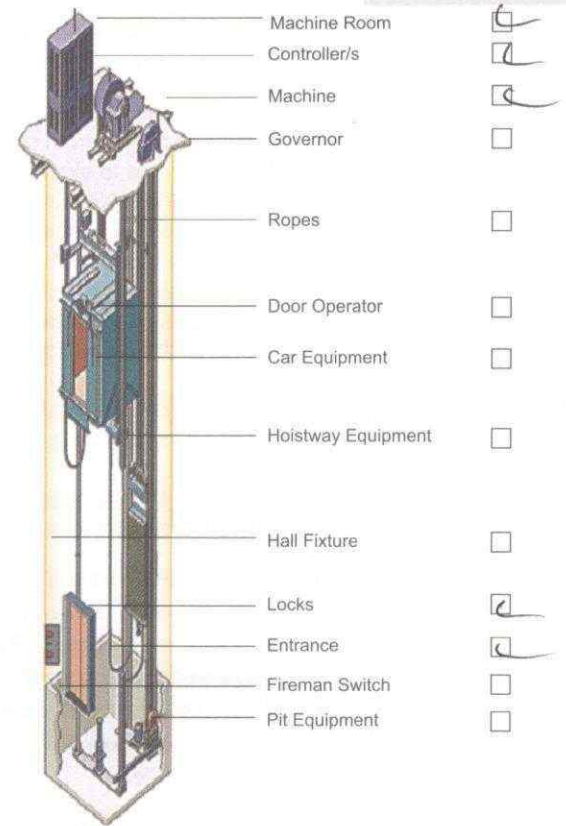 Machine Room
Controller/s
Machine
Governor
Ropes
Door Operator
Car Equipment
Hoistway Equipment
Hall Fixture
Locks
Entrance
Fireman Switch
Pit Equipment